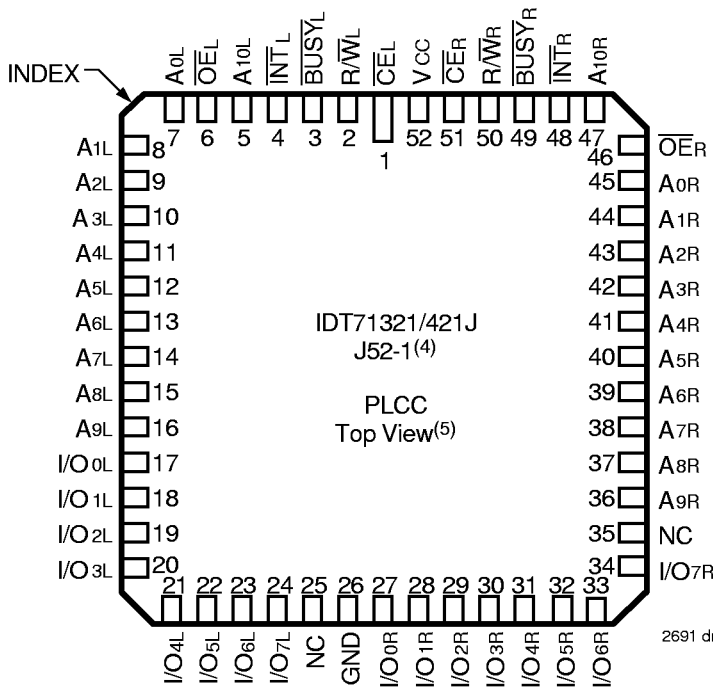 INDEX
A0L
OEL
A10L
INTL
BUSYL
R/WL
CEL
VCC
CER
R/WR
BUSYR
INTR
A10R
7 6 5 4 3 2 1 52 51 50 49 48 47
A1L 8
A2L 9
A3L 10
A4L 11
A5L 12
A6L 13
A7L 14
A8L 15
A9L 16
I/O0L 17
I/O1L 18
I/O2L 19
I/O3L 20
IDT71321/421J
J52-1(4)
PLCC
Top View(5)
46 OER
45 A0R
44 A1R
43 A2R
42 A3R
41 A4R
40 A5R
39 A6R
38 A7R
37 A8R
36 A9R
35 NC
34 I/O7R
21 22 23 24 25 26 27 28 29 30 31 32 33
I/O4L
I/O5L
I/O6L
I/O7L
NC
GND
I/O0R
I/O1R
I/O2R
I/O3R
I/O4R
I/O5R
I/O6R
2691